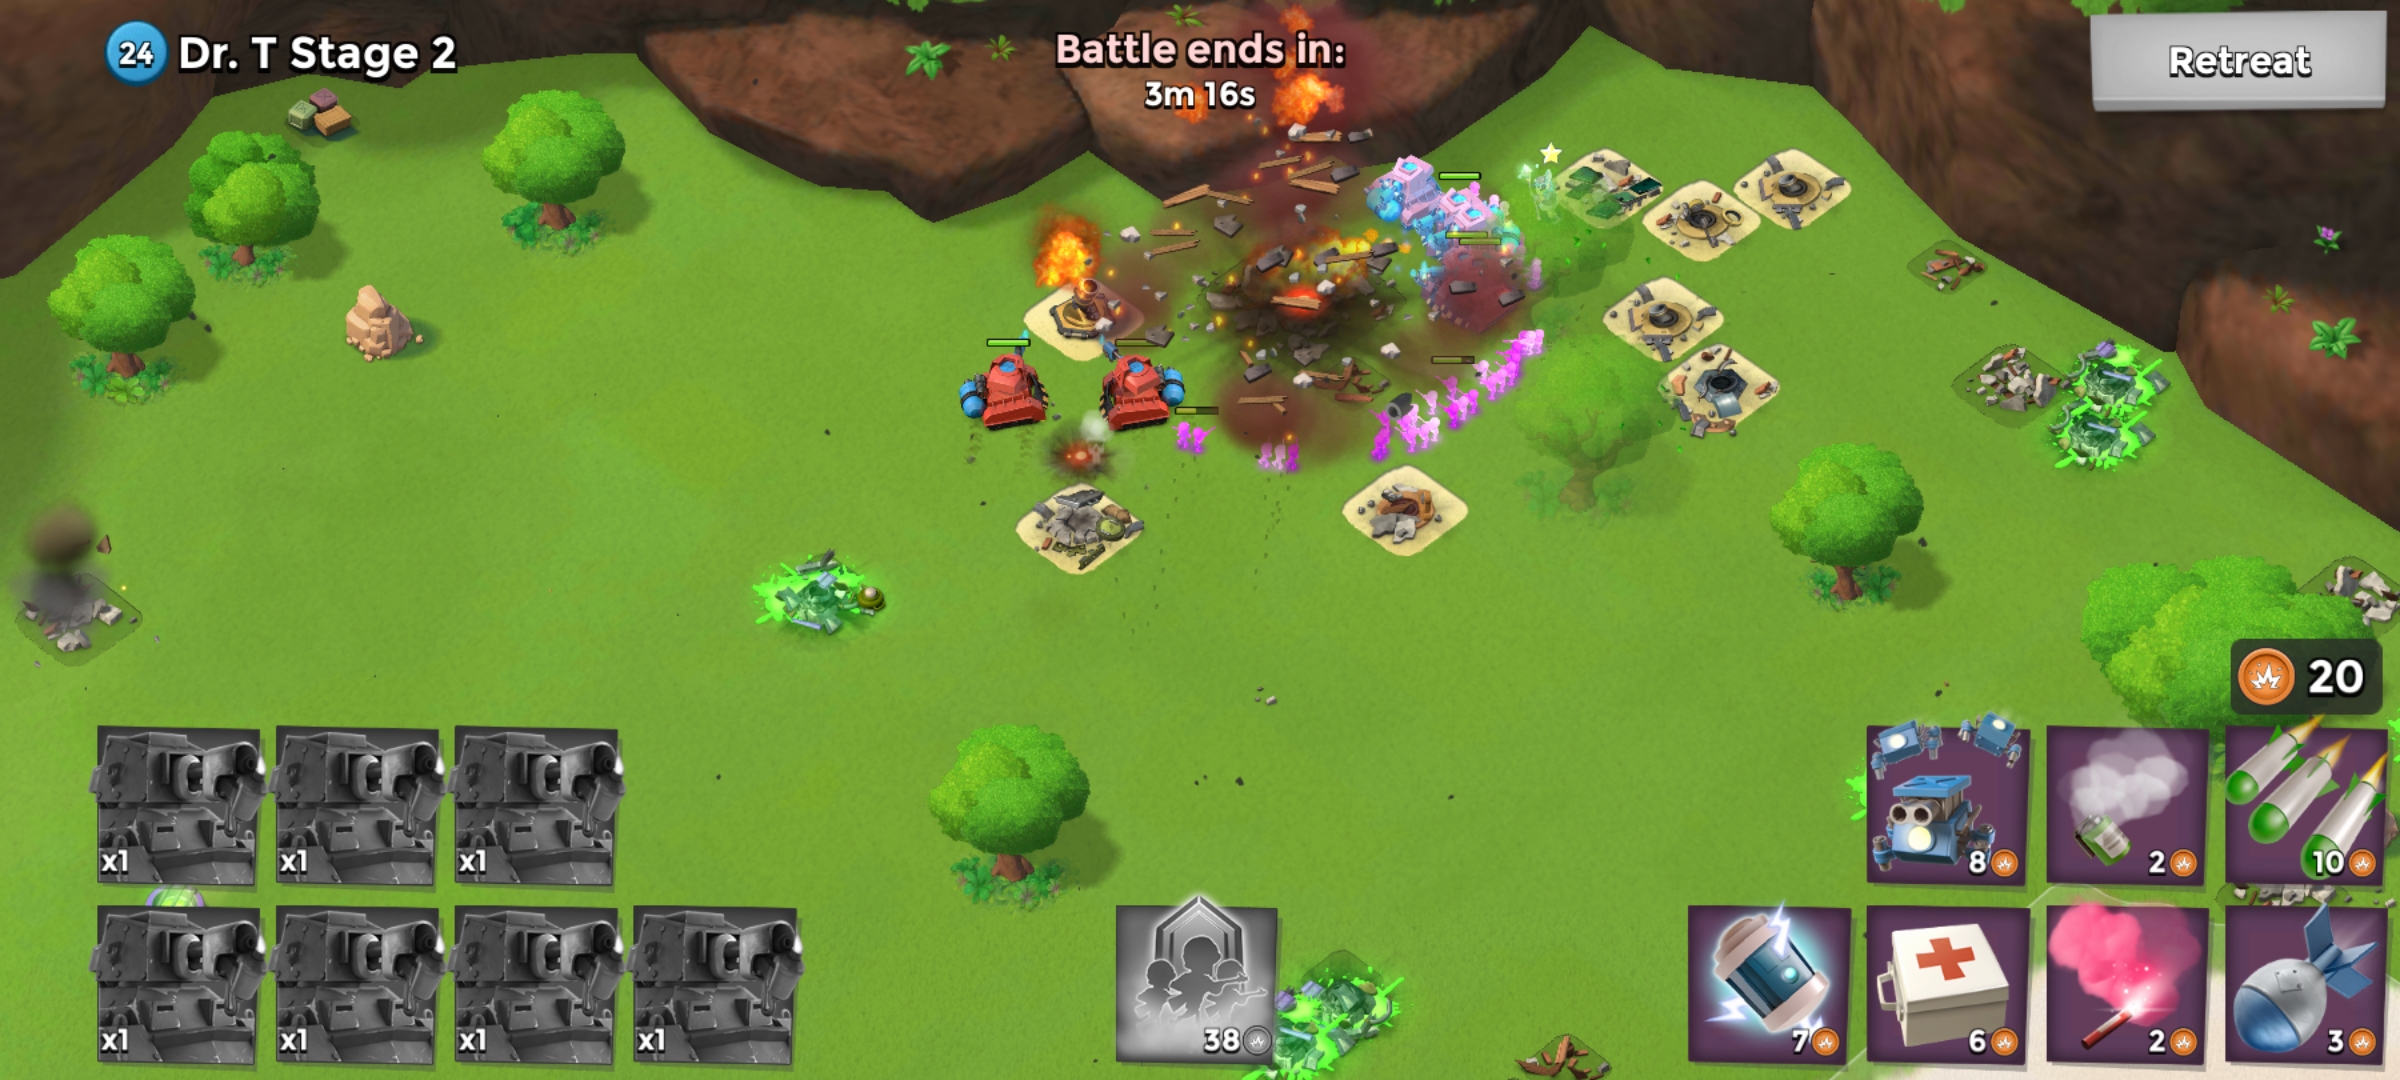 24 Dr. T Stage 2
Battle ends in:
3m 16s
Retreat
20
x1 x1 x1
8 2 10
x1 x1 x1 x1
38
7 6 2 3